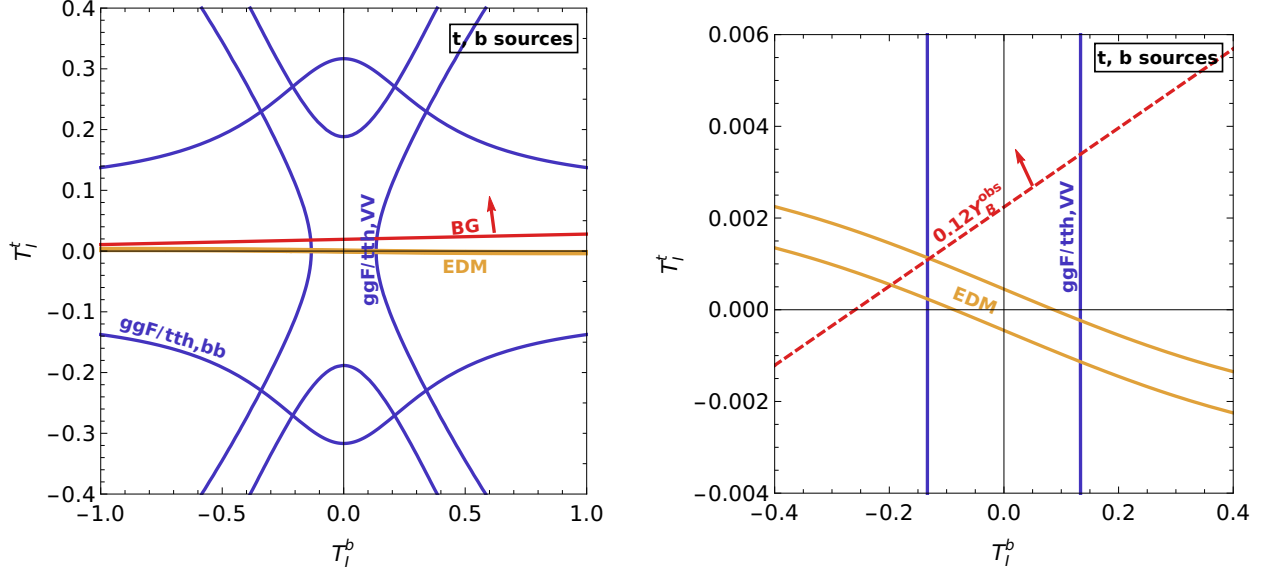 t, b sources
0.4
0.3
0.2
0.1
0.0
−0.1
−0.2
−0.3
−0.4
T_I^t
BG
EDM
ggF/tth,VV
ggF/tth,bb
−1.0 −0.5 0.0 0.5 1.0
T_I^b
t, b sources
0.006
0.004
0.002
0.000
−0.002
−0.004
T_I^t
0.12Y_B^obs
ggF/tth,VV
EDM
−0.4 −0.2 0.0 0.2 0.4
T_I^b